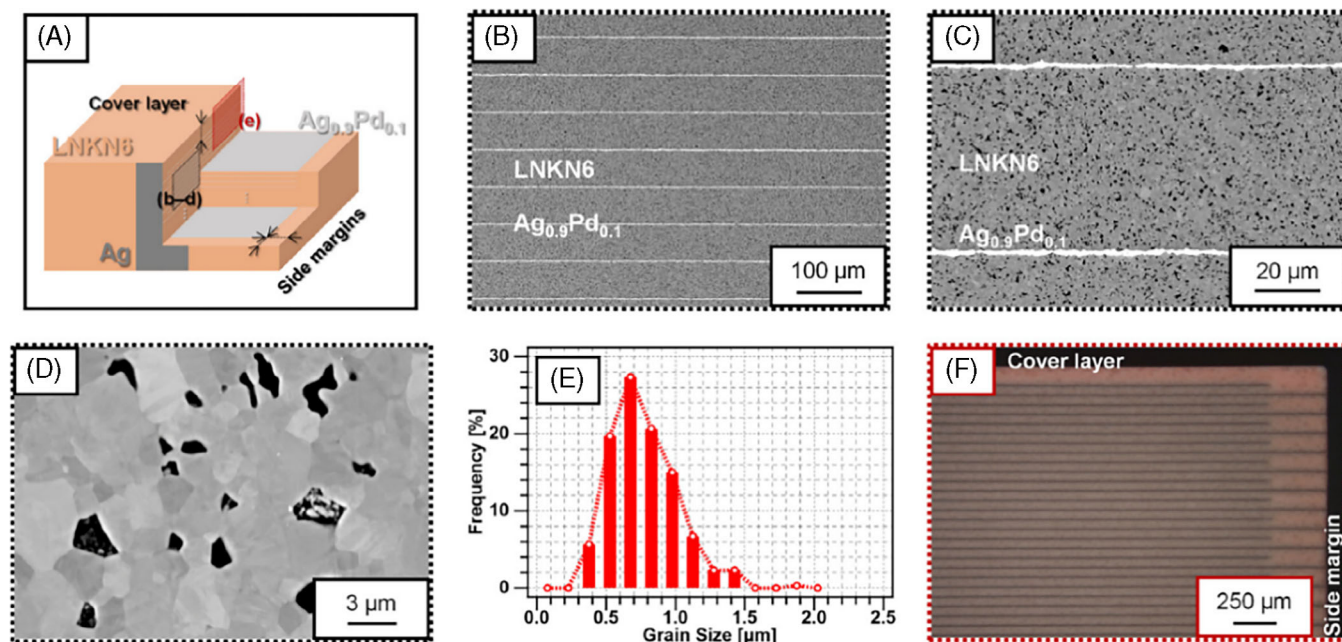 (A)
Cover layer
(e)
Ag0.9Pd0.1
LNKN6
(b–d)
Ag
Side margins
(B)
LNKN6
Ag0.9Pd0.1
100 µm
(C)
LNKN6
Ag0.9Pd0.1
20 µm
(D)
3 µm
(E)
30
20
10
0
Frequency [%]
0.0 0.5 1.0 1.5 2.0 2.5
Grain Size [µm]
(F)
Cover layer
Side margin
250 µm